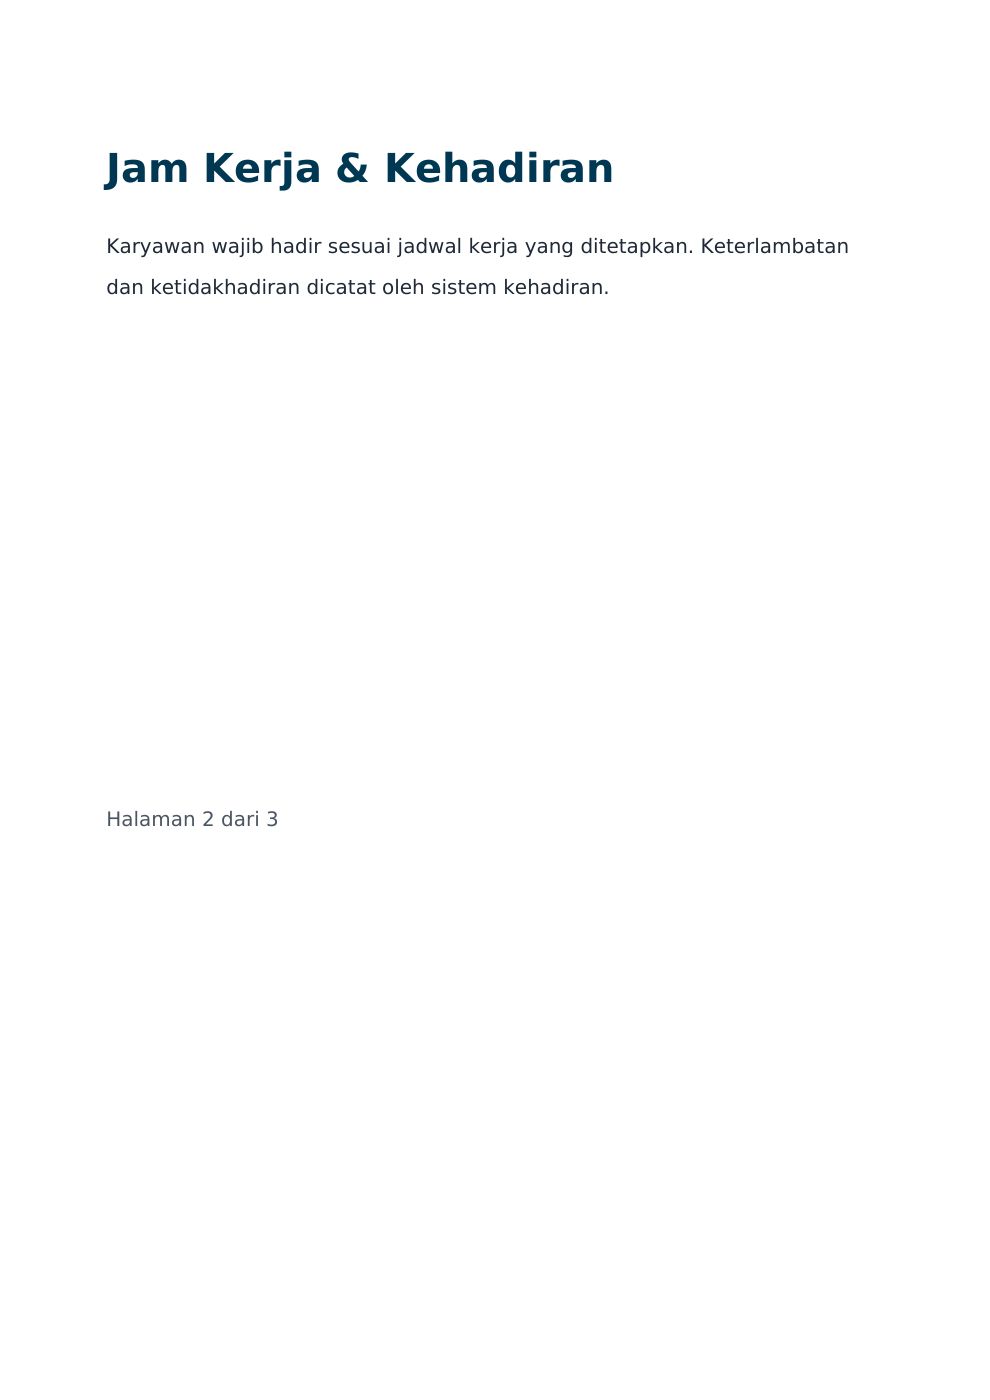 Jam Kerja & Kehadiran
Karyawan wajib hadir sesuai jadwal kerja yang ditetapkan. Keterlambatan
dan ketidakhadiran dicatat oleh sistem kehadiran.
Halaman 2 dari 3